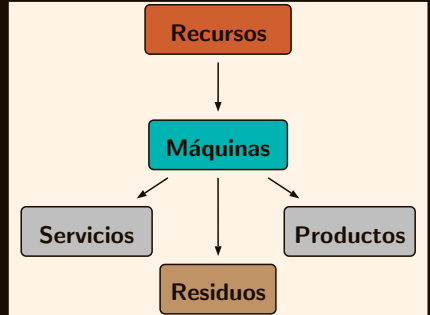 Recursos
Máquinas
Servicios
Productos
Residuos